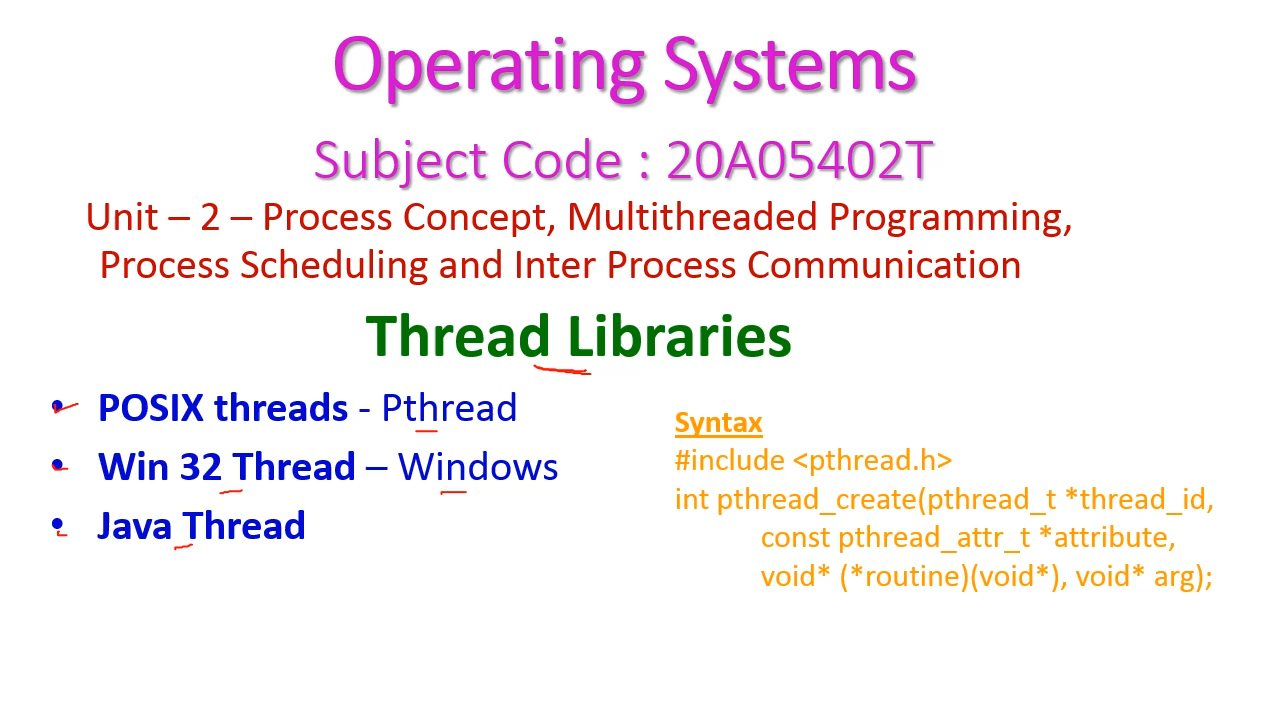 Operating Systems
Subject Code : 20A05402T
Unit – 2 – Process Concept, Multithreaded Programming,
Process Scheduling and Inter Process Communication
Thread Libraries
• POSIX threads - Pthread
• Win 32 Thread – Windows
• Java Thread
Syntax
#include <pthread.h>
int pthread_create(pthread_t *thread_id,
const pthread_attr_t *attribute,
void* (*routine)(void*), void* arg);